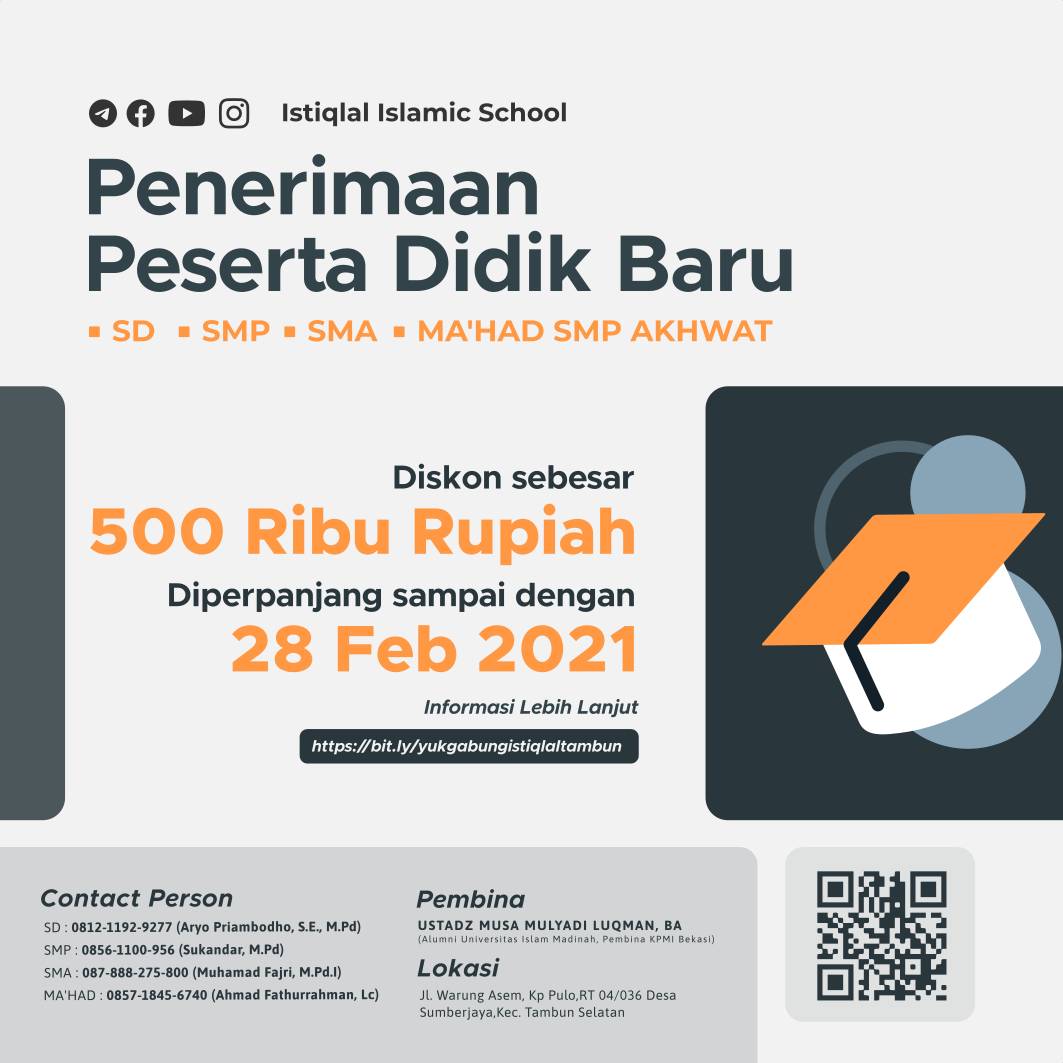 Istiqlal Islamic School
Penerimaan
Peserta Didik Baru
▪ SD ▪ SMP ▪ SMA ▪ MA'HAD SMP AKHWAT
Diskon sebesar
500 Ribu Rupiah
Diperpanjang sampai dengan
28 Feb 2021
Informasi Lebih Lanjut
https://bit.ly/yukgabungistiqlaltambun
Contact Person
SD : 0812-1192-9277 (Aryo Priambodho, S.E., M.Pd)
SMP : 0856-1100-956 (Sukandar, M.Pd)
SMA : 087-888-275-800 (Muhamad Fajri, M.Pd.I)
MA'HAD : 0857-1845-6740 (Ahmad Fathurrahman, Lc)
Pembina
USTADZ MUSA MULYADI LUQMAN, BA
(Alumni Universitas Islam Madinah, Pembina KPMI Bekasi)
Lokasi
Jl. Warung Asem, Kp Pulo,RT 04/036 Desa
Sumberjaya,Kec. Tambun Selatan